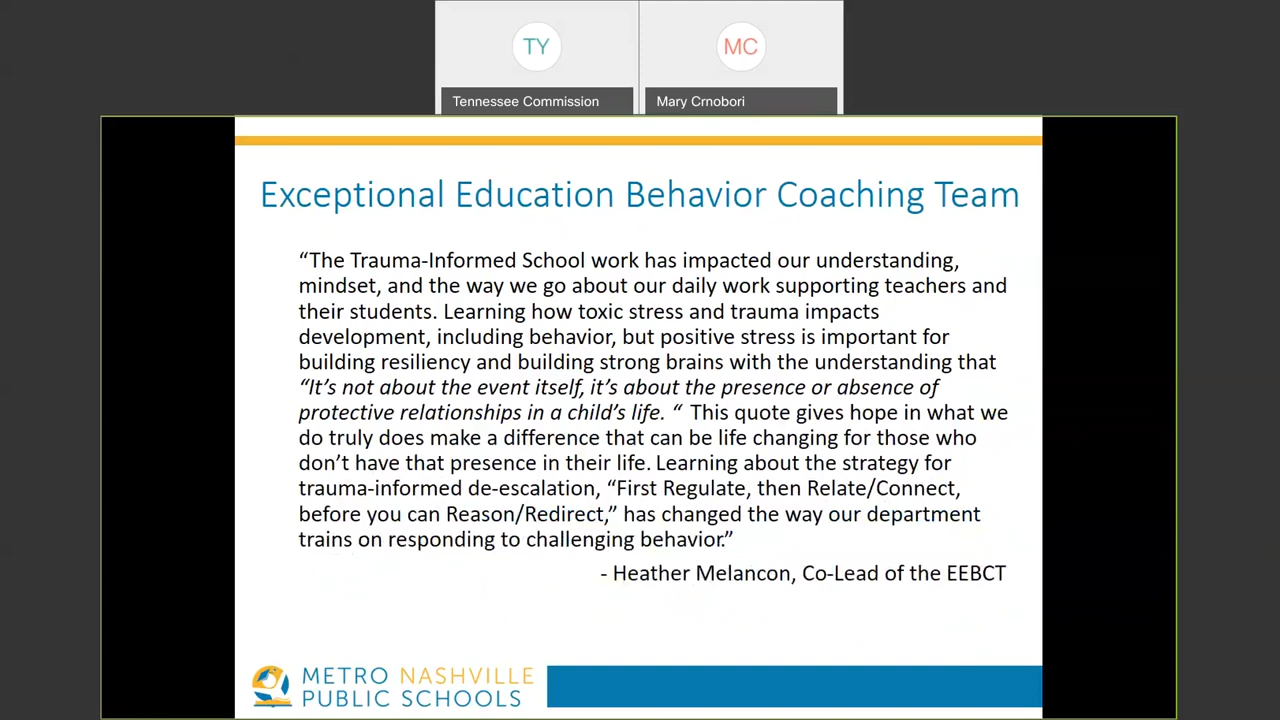 TY
MC
Tennessee Commission
Mary Crnobori
Exceptional Education Behavior Coaching Team
“The Trauma-Informed School work has impacted our understanding,
mindset, and the way we go about our daily work supporting teachers and
their students. Learning how toxic stress and trauma impacts
development, including behavior, but positive stress is important for
building resiliency and building strong brains with the understanding that
“It’s not about the event itself, it’s about the presence or absence of
protective relationships in a child’s life. “ This quote gives hope in what we
do truly does make a difference that can be life changing for those who
don’t have that presence in their life. Learning about the strategy for
trauma-informed de-escalation, “First Regulate, then Relate/Connect,
before you can Reason/Redirect,” has changed the way our department
trains on responding to challenging behavior.”
- Heather Melancon, Co-Lead of the EEBCT
METRO NASHVILLE
PUBLIC SCHOOLS